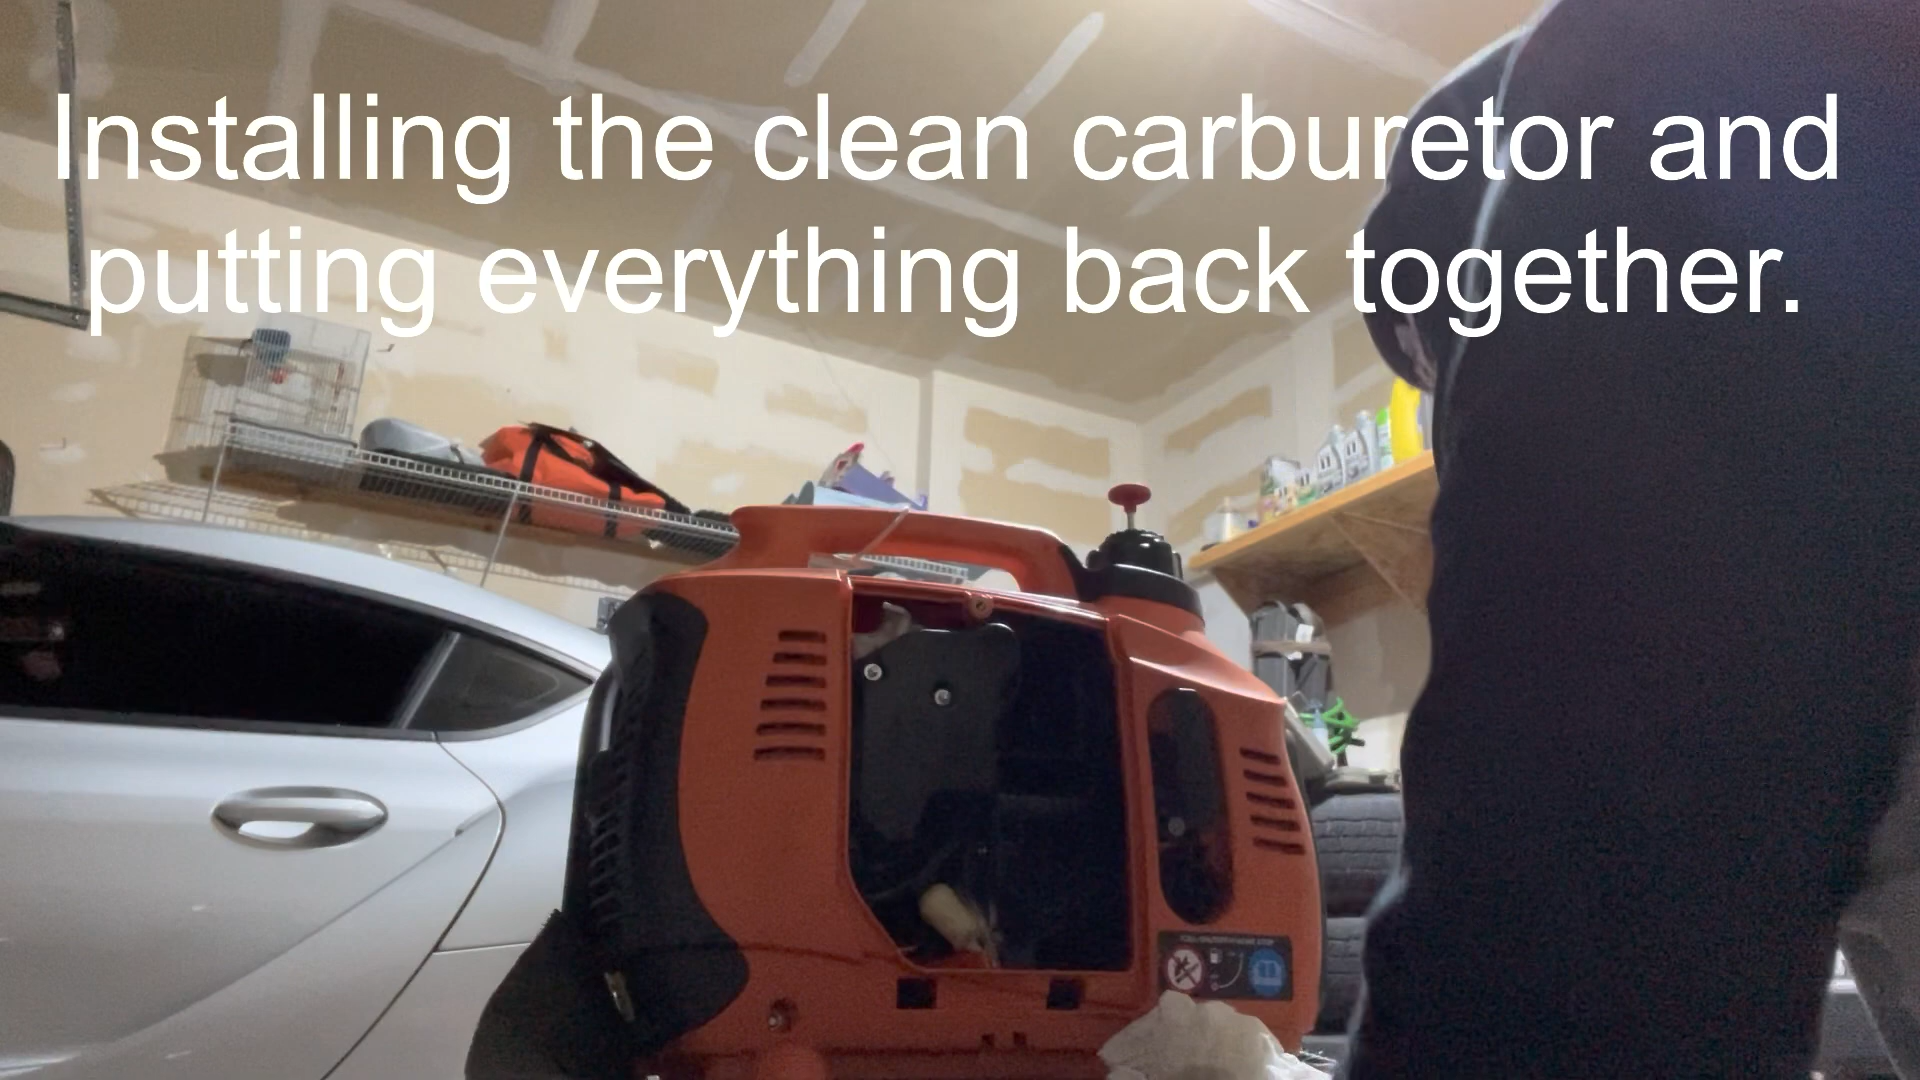 Installing the clean carburetor and
putting everything back together.